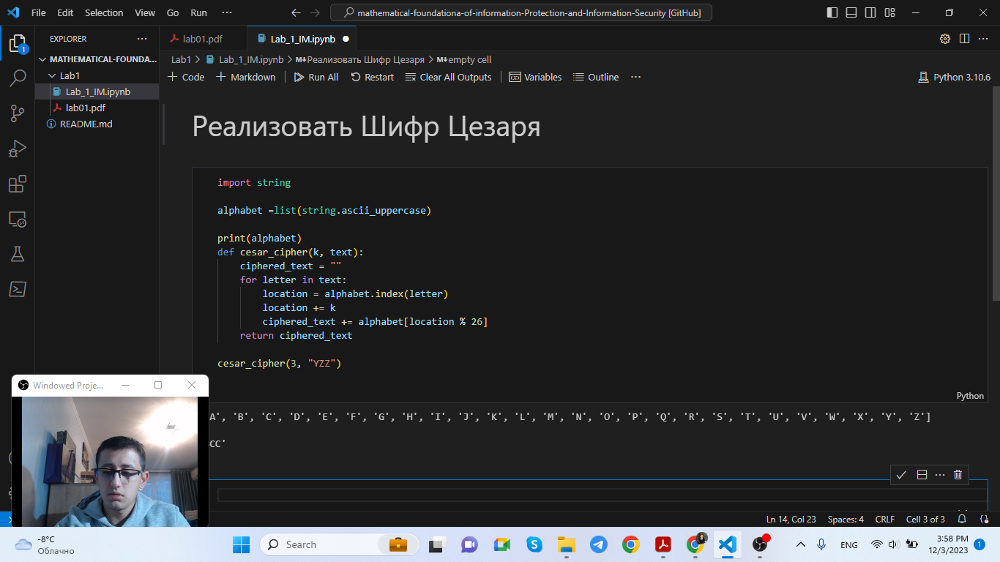 File Edit Selection View Go Run ···
mathematical-foundationa-of-information-Protection-and-Information-Security [GitHub]
EXPLORER ···
lab01.pdf
Lab_1_IM.ipynb
MATHEMATICAL-FOUNDA...
Lab1
Lab_1_IM.ipynb
lab01.pdf
README.md
1
Lab1 > Lab_1_IM.ipynb > M↓Реализовать Шифр Цезаря > M↓empty cell
+ Code + Markdown Run All Restart Clear All Outputs Variables Outline ··· Python 3.10.6
Реализовать Шифр Цезаря
import string
alphabet =list(string.ascii_uppercase)
print(alphabet)
def cesar_cipher(k, text):
ciphered_text = ""
for letter in text:
location = alphabet.index(letter)
location += k
ciphered_text += alphabet[location % 26]
return ciphered_text
cesar_cipher(3, "YZZ")
Python
A', 'B', 'C', 'D', 'E', 'F', 'G', 'H', 'I', 'J', 'K', 'L', 'M', 'N', 'O', 'P', 'Q', 'R', 'S', 'T', 'U', 'V', 'W', 'X', 'Y', 'Z']
CC'
Windowed Proje...
Ln 14, Col 23 Spaces: 4 CRLF Cell 3 of 3
-8°C
Облачно
Search
ENG
3:58 PM
12/3/2023
1